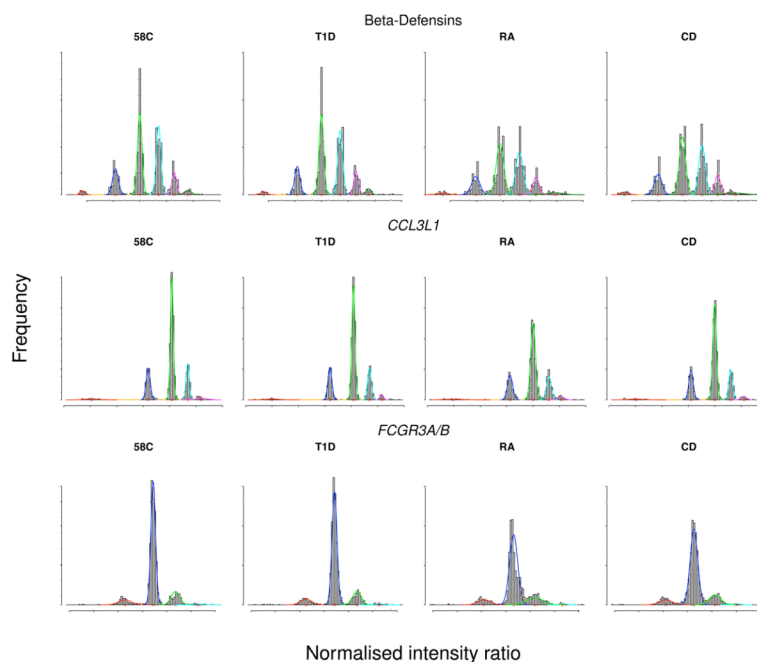 Beta-Defensins
58C T1D RA CD
CCL3L1
58C T1D RA CD
Frequency
FCGR3A/B
58C T1D RA CD
Normalised intensity ratio